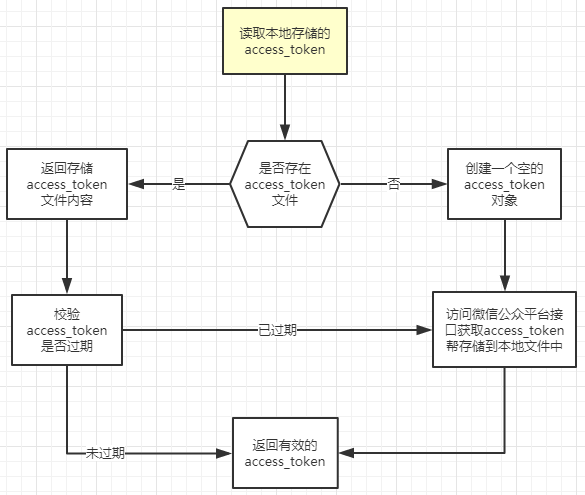 读取本地存储的
access_token
是否存在
access_token
文件
是
否
返回存储
access_token
文件内容
创建一个空的
access_token
对象
校验
access_token
是否过期
已过期
访问微信公众平台接
口获取access_token
帮存储到本地文件中
未过期
返回有效的
access_token